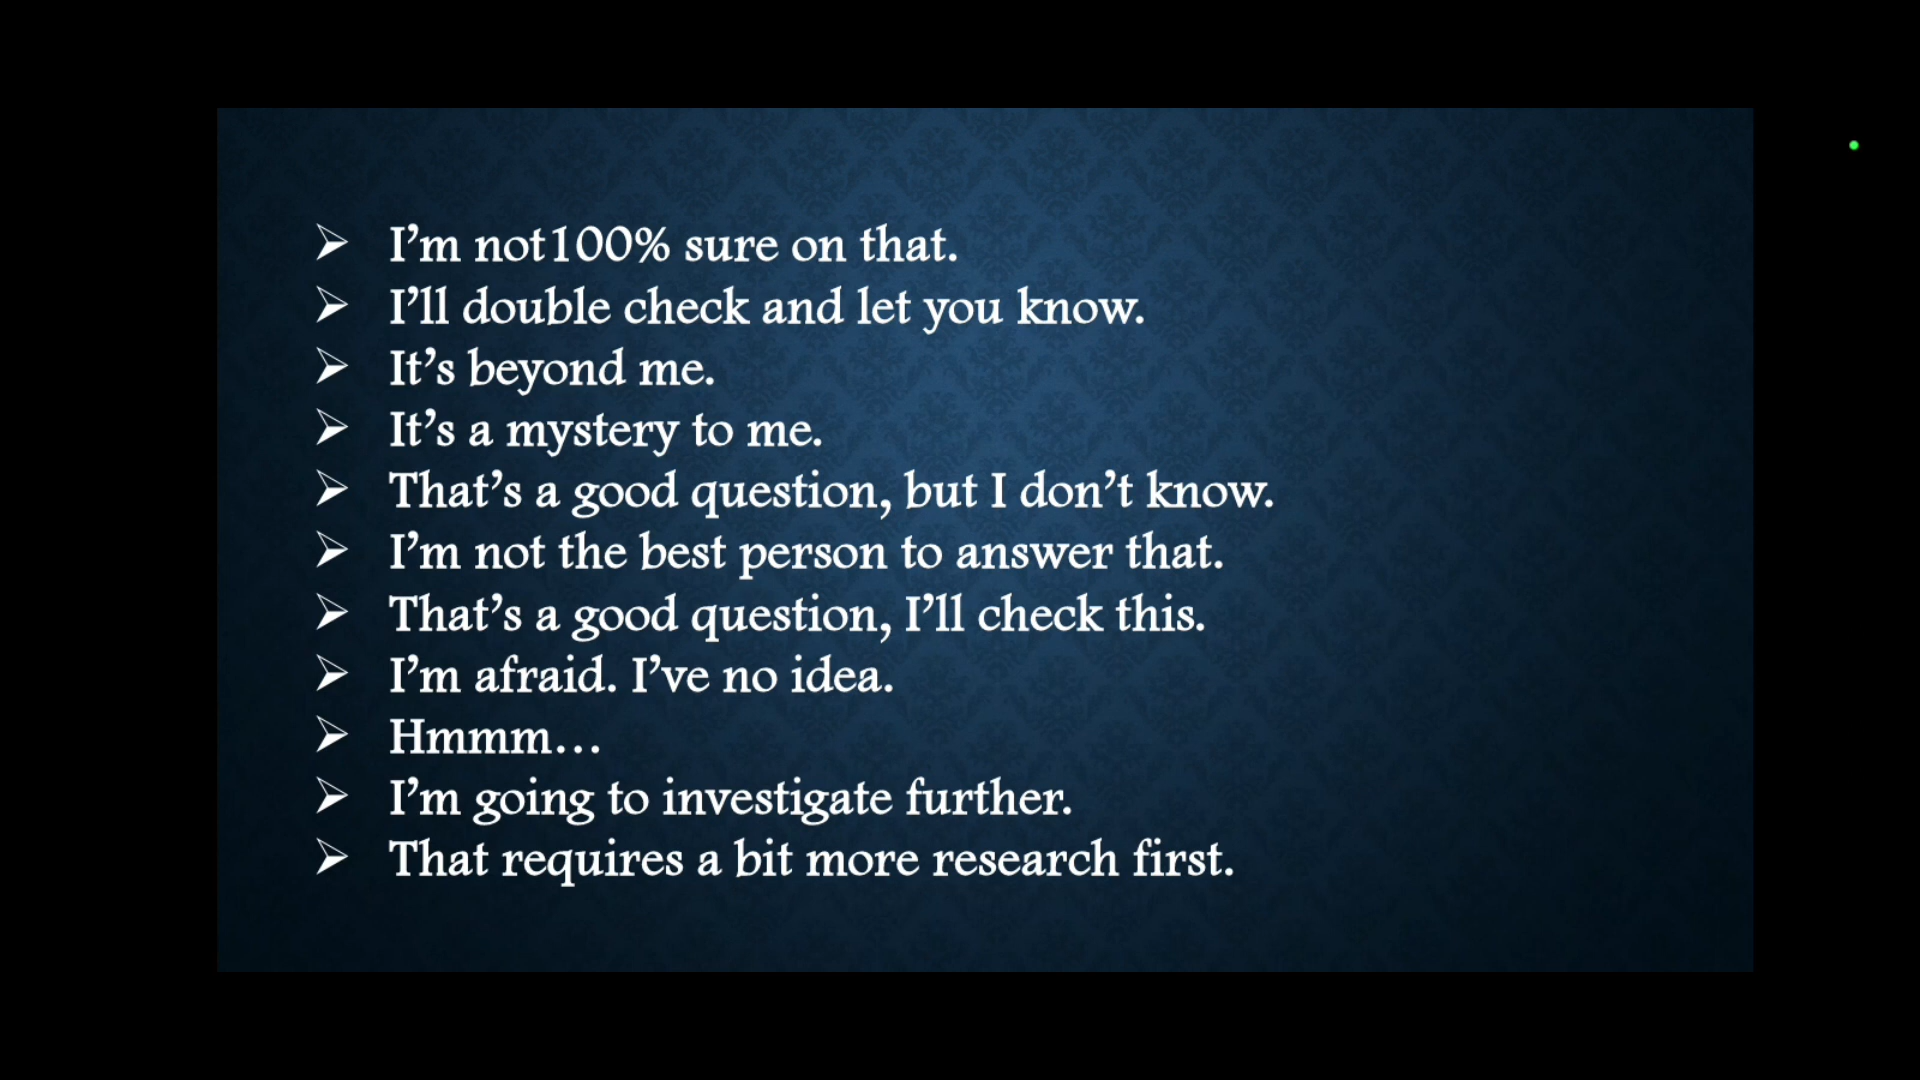 ➢ I’m not100% sure on that.
➢ I’ll double check and let you know.
➢ It’s beyond me.
➢ It’s a mystery to me.
➢ That’s a good question, but I don’t know.
➢ I’m not the best person to answer that.
➢ That’s a good question, I’ll check this.
➢ I’m afraid. I’ve no idea.
➢ Hmmm…
➢ I’m going to investigate further.
➢ That requires a bit more research first.